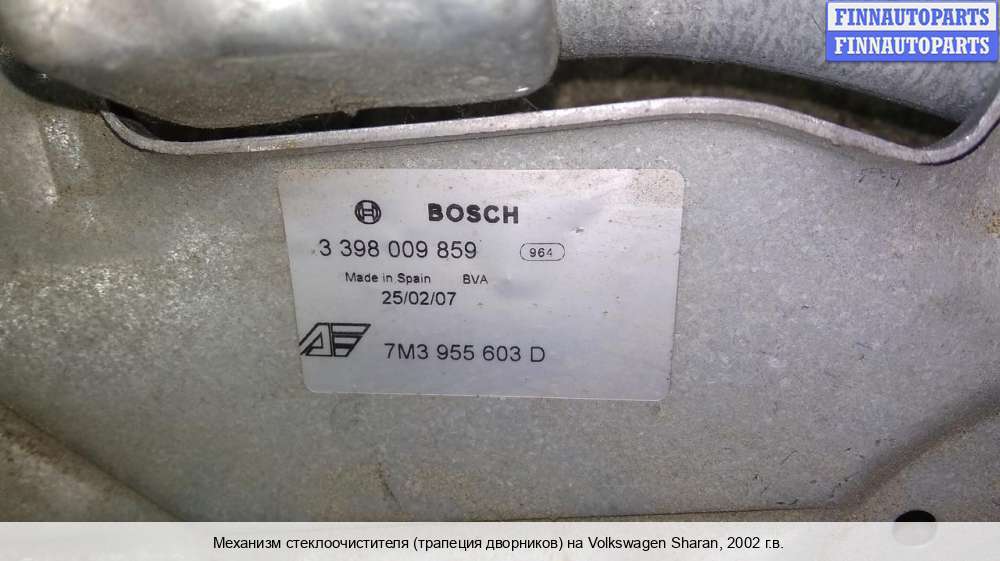 FINNAUTOPARTS
FINNAUTOPARTS
BOSCH
3 398 009 859 964
Made in Spain BVA
25/02/07
7M3 955 603 D
Механизм стеклоочистителя (трапеция дворников) на Volkswagen Sharan, 2002 г.в.